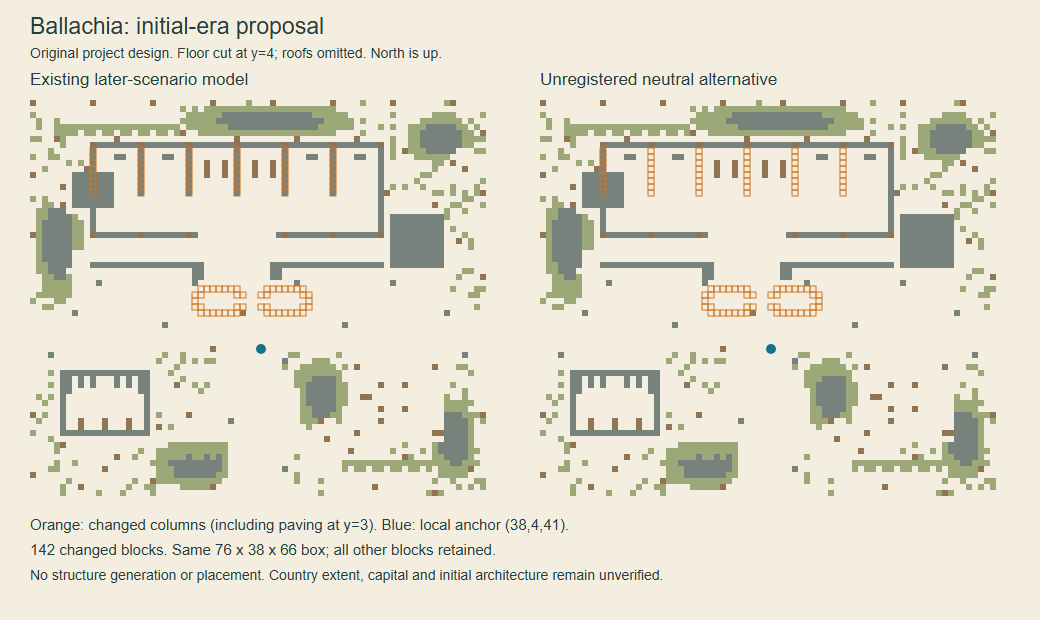 Ballachia: initial-era proposal
Original project design. Floor cut at y=4; roofs omitted. North is up.
Existing later-scenario model
Unregistered neutral alternative
Orange: changed columns (including paving at y=3). Blue: local anchor (38,4,41).
142 changed blocks. Same 76 x 38 x 66 box; all other blocks retained.
No structure generation or placement. Country extent, capital and initial architecture remain unverified.